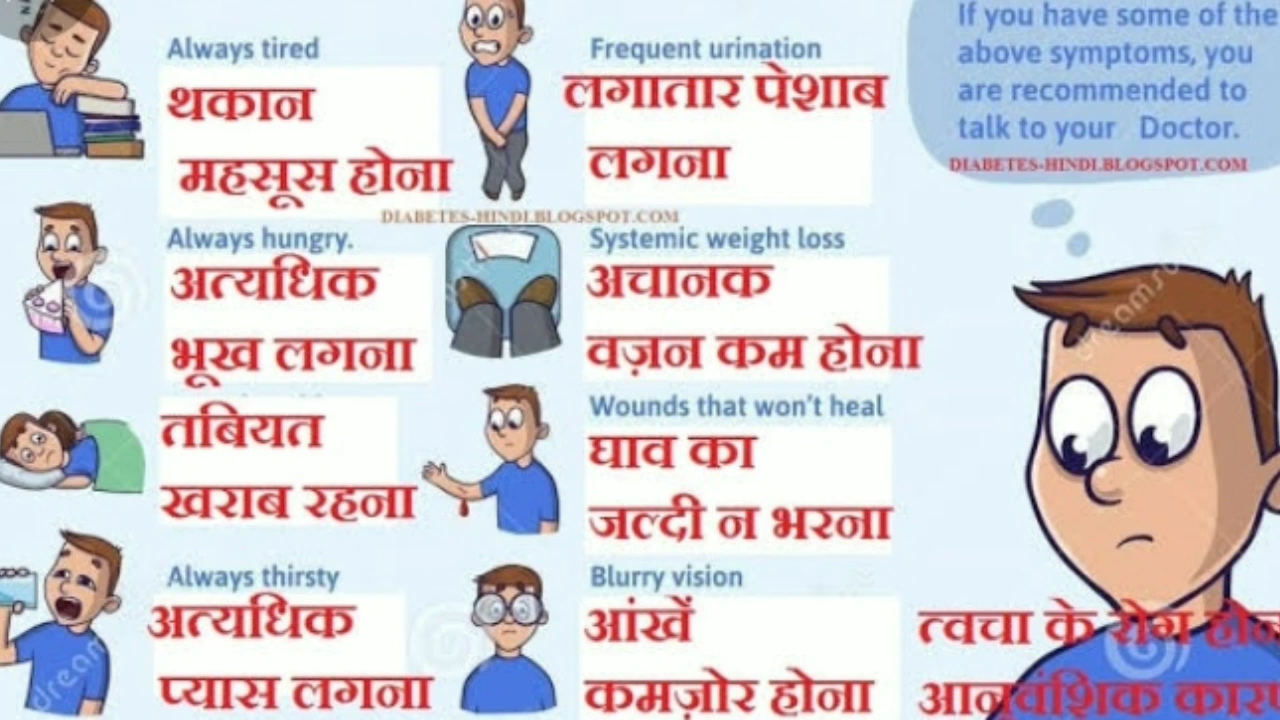 Always tired
थकान
महसूस होना
Frequent urination
लगातार पेशाब
लगना
If you have some of the
above symptoms, you
are recommended to
talk to your Doctor.
DIABETES-HINDI.BLOGSPOT.COM
DIABETES-HINDI.BLOGSPOT.COM
Always hungry.
अत्यधिक
भूख लगना
Systemic weight loss
अचानक
वज़न कम होना
तबियत
खराब रहना
Wounds that won't heal
घाव का
जल्दी न भरना
Always thirsty
अत्यधिक
प्यास लगना
Blurry vision
आंखें
कमज़ोर होना
त्वचा के रोग
आनुवंशिक